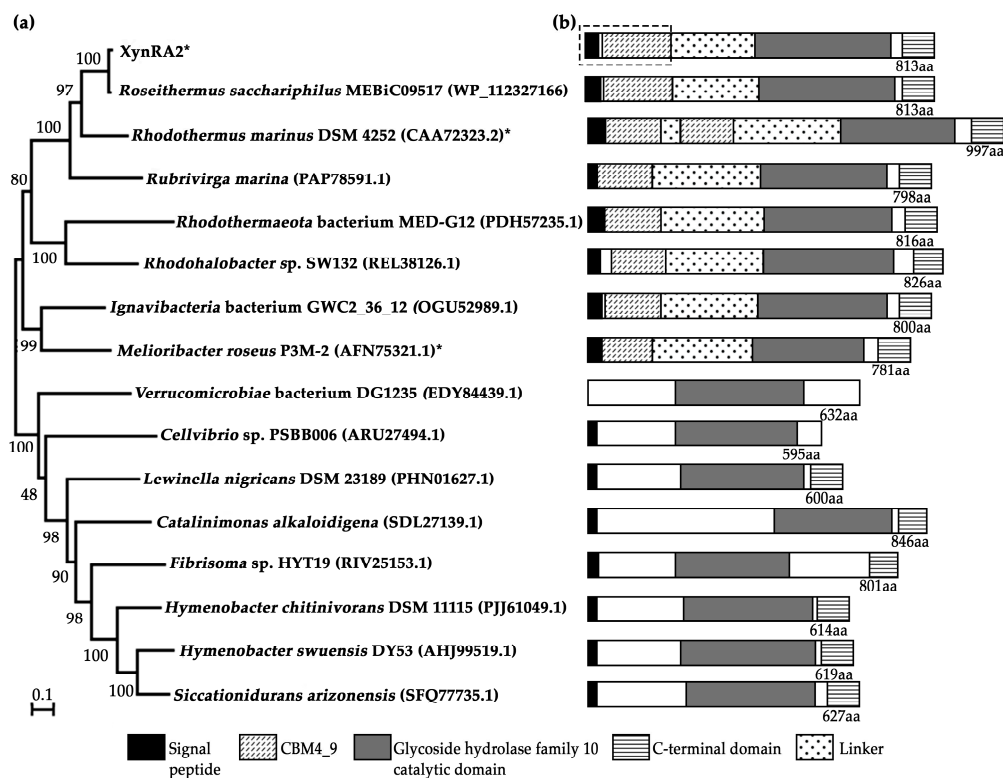 (a)
(b)
XynRA2*
813aa
Roseithermus sacchariphilus MEBiC09517 (WP_112327166)
813aa
Rhodothermus marinus DSM 4252 (CAA72323.2)*
997aa
Rubrivirga marina (PAP78591.1)
798aa
Rhodothermaeota bacterium MED-G12 (PDH57235.1)
816aa
Rhodohalobacter sp. SW132 (REL38126.1)
826aa
Ignavibacteria bacterium GWC2_36_12 (OGU52989.1)
800aa
Melioribacter roseus P3M-2 (AFN75321.1)*
781aa
Verrucomicrobiae bacterium DG1235 (EDY84439.1)
632aa
Cellvibrio sp. PSBB006 (ARU27494.1)
595aa
Lewinella nigricans DSM 23189 (PHN01627.1)
600aa
Catalinimonas alkaloidigena (SDL27139.1)
846aa
Fibrisoma sp. HYT19 (RIV25153.1)
801aa
Hymenobacter chitinivorans DSM 11115 (PJJ61049.1)
614aa
Hymenobacter swuensis DY53 (AHJ99519.1)
619aa
Siccationidurans arizonensis (SFQ77735.1)
627aa
100
97
100
80
100
99
100
48
98
90
98
100
100
0.1
Signal
peptide
CBM4_9
Glycoside hydrolase family 10
catalytic domain
C-terminal domain
Linker